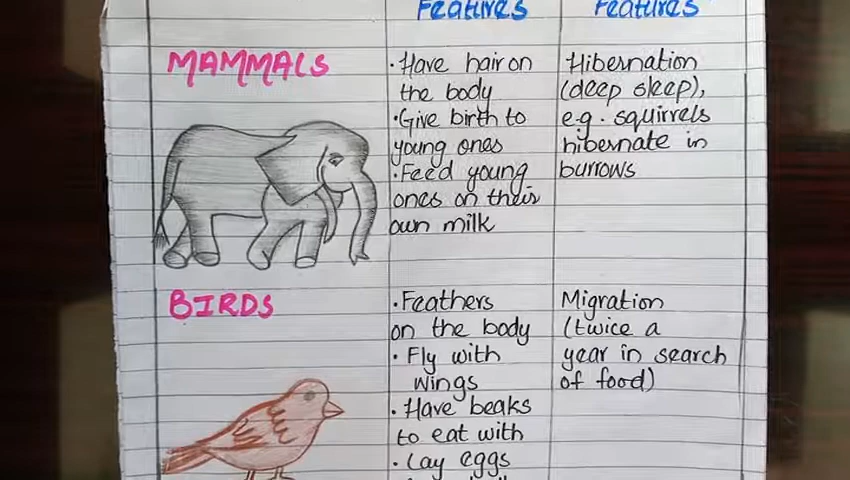 Features
Features
MAMMALS
• Have hair on
the body
• Give birth to
young ones
• Feed young
ones on their
own milk
Hibernation
(deep sleep),
e.g. squirrels
hibernate in
burrows
BIRDS
• Feathers
on the body
• Fly with
wings
• Have beaks
to eat with
• Lay eggs
Migration
(twice a
year in search
of food)